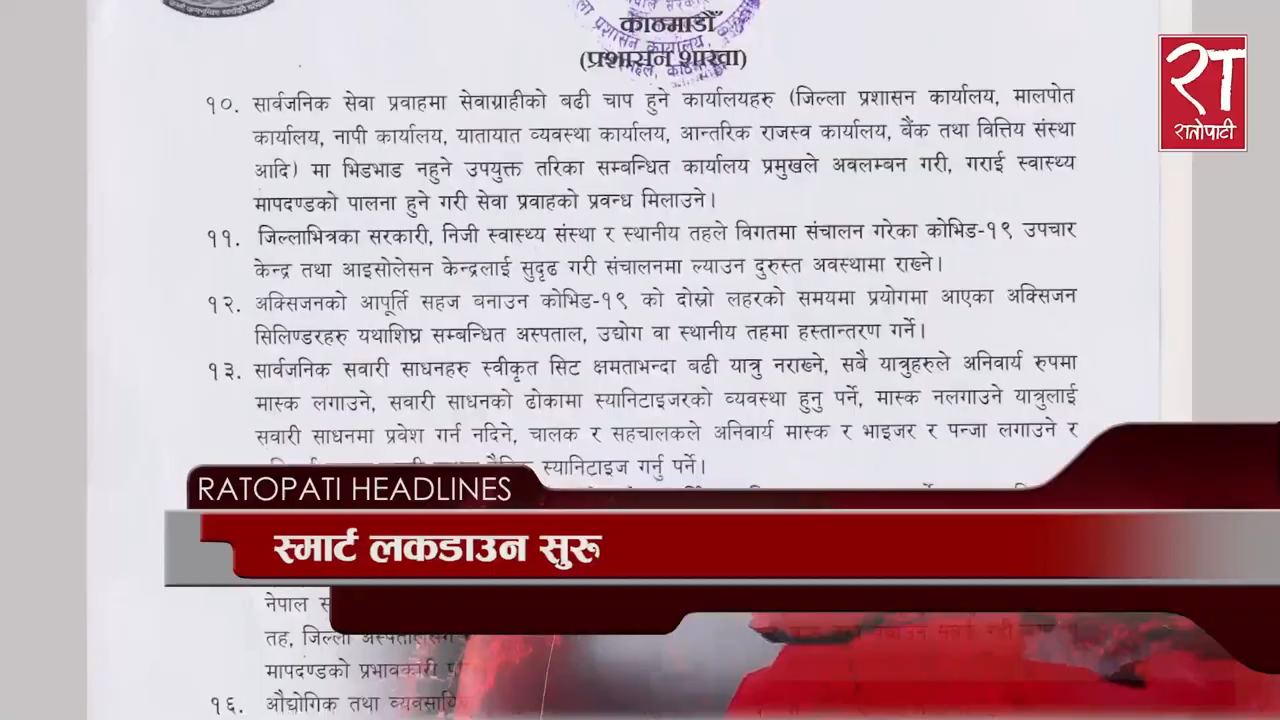 काठमाडौँ
(प्रशासन शाखा)
१०. सार्वजनिक सेवा प्रवाहमा सेवाग्राहीको बढी चाप हुने कार्यालयहरु (जिल्ला प्रशासन कार्यालय, मालपोत
कार्यालय, नापी कार्यालय, यातायात व्यवस्था कार्यालय, आन्तरिक राजस्व कार्यालय, बैंक तथा वित्तिय संस्था
आदि) मा भिडभाड नहुने उपयुक्त तरिका सम्बन्धित कार्यालय प्रमुखले अवलम्बन गरी, गराई स्वास्थ्य
मापदण्डको पालना हुने गरी सेवा प्रवाहको प्रवन्ध मिलाउने।
११. जिल्लाभित्रका सरकारी, निजी स्वास्थ्य संस्था र स्थानीय तहले विगतमा संचालन गरेका कोभिड-१९ उपचार
केन्द्र तथा आइसोलेसन केन्द्रलाई सुदृढ गरी संचालनमा ल्याउन दुरुस्त अवस्थामा राख्ने।
१२. अक्सिजनको आपूर्ति सहज बनाउन कोभिड-१९ को दोस्रो लहरको समयमा प्रयोगमा आएका अक्सिजन
सिलिण्डरहरु यथाशिघ्र सम्बन्धित अस्पताल, उद्योग वा स्थानीय तहमा हस्तान्तरण गर्ने।
१३. सार्वजनिक सवारी साधनहरु स्वीकृत सिट क्षमताभन्दा बढी यात्रु नराख्ने, सबै यात्रुहरुले अनिवार्य रुपमा
मास्क लगाउने, सवारी साधनको ढोकामा स्यानिटाइजरको व्यवस्था हुनु पर्ने, मास्क नलगाउने यात्रुलाई
सवारी साधनमा प्रवेश गर्न नदिने, चालक र सहचालकले अनिवार्य मास्क र भाइजर र पन्जा लगाउने र
स्यानिटाइज गर्नु पर्ने।
RATOPATI HEADLINES
स्मार्ट लकडाउन सुरु
नेपाल
तह, जिल्ला
मापदण्डको प्रभावकारी
१६. औद्योगिक तथा
रातोपाटी